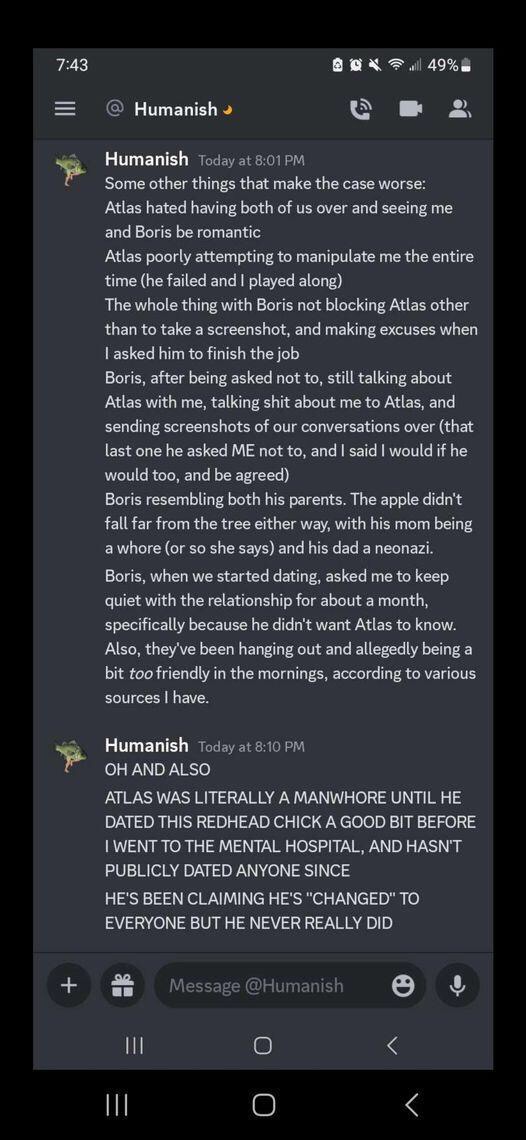 7:43
49%
@ Humanish
Humanish Today at 8:01 PM
Some other things that make the case worse:
Atlas hated having both of us over and seeing me
and Boris be romantic
Atlas poorly attempting to manipulate me the entire
time (he failed and I played along)
The whole thing with Boris not blocking Atlas other
than to take a screenshot, and making excuses when
I asked him to finish the job
Boris, after being asked not to, still talking about
Atlas with me, talking shit about me to Atlas, and
sending screenshots of our conversations over (that
last one he asked ME not to, and I said I would if he
would too, and be agreed)
Boris resembling both his parents. The apple didn't
fall far from the tree either way, with his mom being
a whore (or so she says) and his dad a neonazi.
Boris, when we started dating, asked me to keep
quiet with the relationship for about a month,
specifically because he didn't want Atlas to know.
Also, they've been hanging out and allegedly being a
bit too friendly in the mornings, according to various
sources I have.
Humanish Today at 8:10 PM
OH AND ALSO
ATLAS WAS LITERALLY A MANWHORE UNTIL HE
DATED THIS REDHEAD CHICK A GOOD BIT BEFORE
I WENT TO THE MENTAL HOSPITAL, AND HASN'T
PUBLICLY DATED ANYONE SINCE
HE'S BEEN CLAIMING HE'S "CHANGED" TO
EVERYONE BUT HE NEVER REALLY DID
Message @Humanish